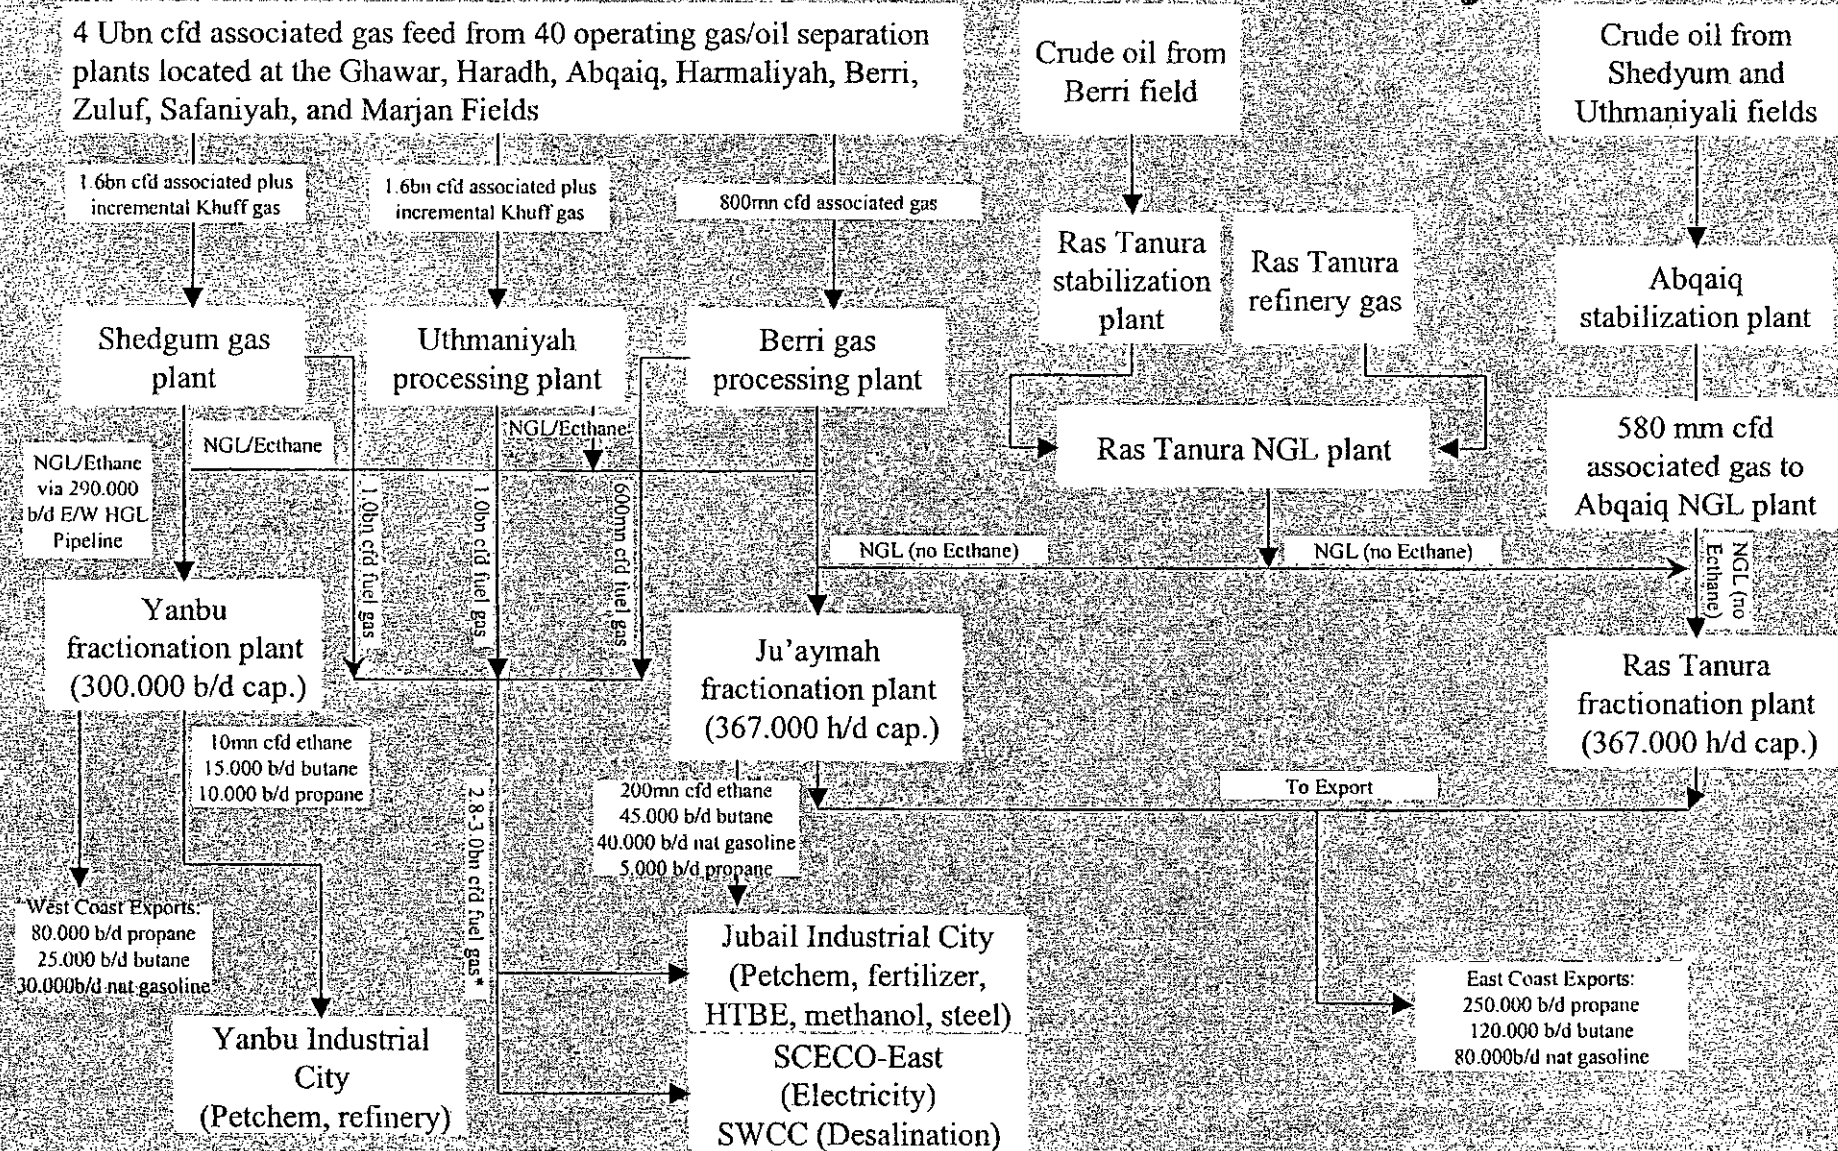 4 Ubn cfd associated gas feed from 40 operating gas/oil separation
plants located at the Ghawar, Haradh, Abqaiq, Harmaliyah, Berri,
Zuluf, Safaniyah, and Marjan Fields
Crude oil from
Berri field
Crude oil from
Shedyum and
Uthmaniyali fields
1.6bn cfd associated plus
incremental Khuff gas
1.6bn cfd associated plus
incremental Khuff gas
800mn cfd associated gas
Ras Tanura
stabilization
plant
Ras Tanura
refinery gas
Abqaiq
stabilization plant
Shedgum gas
plant
Uthmaniyah
processing plant
Berri gas
processing plant
NGL/Ethane
via 290.000
b/d E/W HGL
Pipeline
NGL/Ecthane
NGL/Ecthane
Ras Tanura NGL plant
580 mm cfd
associated gas to
Abqaiq NGL plant
1.0bn cfd fuel gas
1.0bn cfd fuel gas
600mn cfd fuel gas
NGL (no Ecthane)
NGL (no Ecthane)
NGL (no
Ecthane)
Yanbu
fractionation plant
(300.000 b/d cap.)
Ju'aymah
fractionation plant
(367.000 h/d cap.)
Ras Tanura
fractionation plant
(367.000 h/d cap.)
10mn cfd ethane
15.000 b/d butane
10.000 b/d propane
2.8-3.0bn cfd fuel gas*
200mn cfd ethane
45.000 b/d butane
40.000 b/d nat gasoline
5.000 b/d propane
To Export
West Coast Exports:
80.000 b/d propane
25.000 b/d butane
30.000b/d nat gasoline
Jubail Industrial City
(Petchem, fertilizer,
HTBE, methanol, steel)
East Coast Exports:
250.000 b/d propane
120.000 b/d butane
80.000b/d nat gasoline
Yanbu Industrial
City
(Petchem, refinery)
SCECO-East
(Electricity)
SWCC (Desalination)